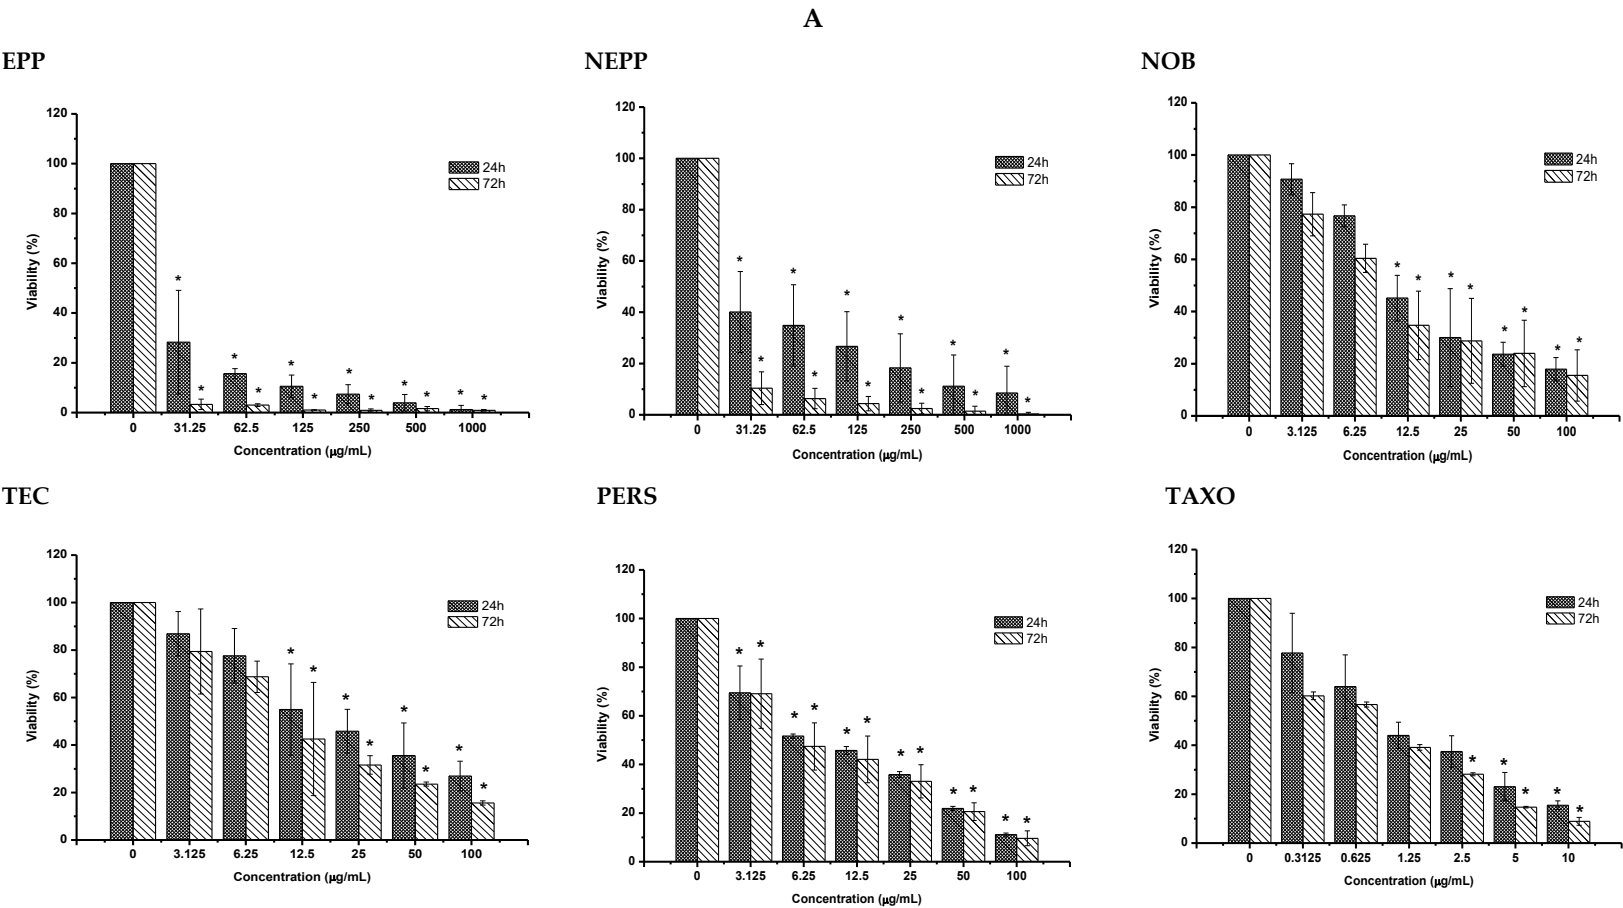 A
EPP
NEPP
NOB
120
100
80
60
40
20
0
Viability (%)
24h
72h
* * * * * * * * * * * *
0 31.25 62.5 125 250 500 1000
Concentration (µg/mL)
120
100
80
60
40
20
0
Viability (%)
24h
72h
* * * * * * * * * * * *
0 31.25 62.5 125 250 500 1000
Concentration (µg/mL)
120
100
80
60
40
20
0
Viability (%)
24h
72h
* * * * * * * *
0 3.125 6.25 12.5 25 50 100
Concentration (µg/mL)
TEC
PERS
TAXO
120
100
80
60
40
20
0
Viability (%)
24h
72h
* * * * * * * *
0 3.125 6.25 12.5 25 50 100
Concentration (µg/mL)
120
100
80
60
40
20
0
Viability (%)
24h
72h
* * * * * * * * * * * *
0 3.125 6.25 12.5 25 50 100
Concentration (µg/mL)
120
100
80
60
40
20
0
Viability (%)
24h
72h
* * * * *
0 0.3125 0.625 1.25 2.5 5 10
Concentration (µg/mL)